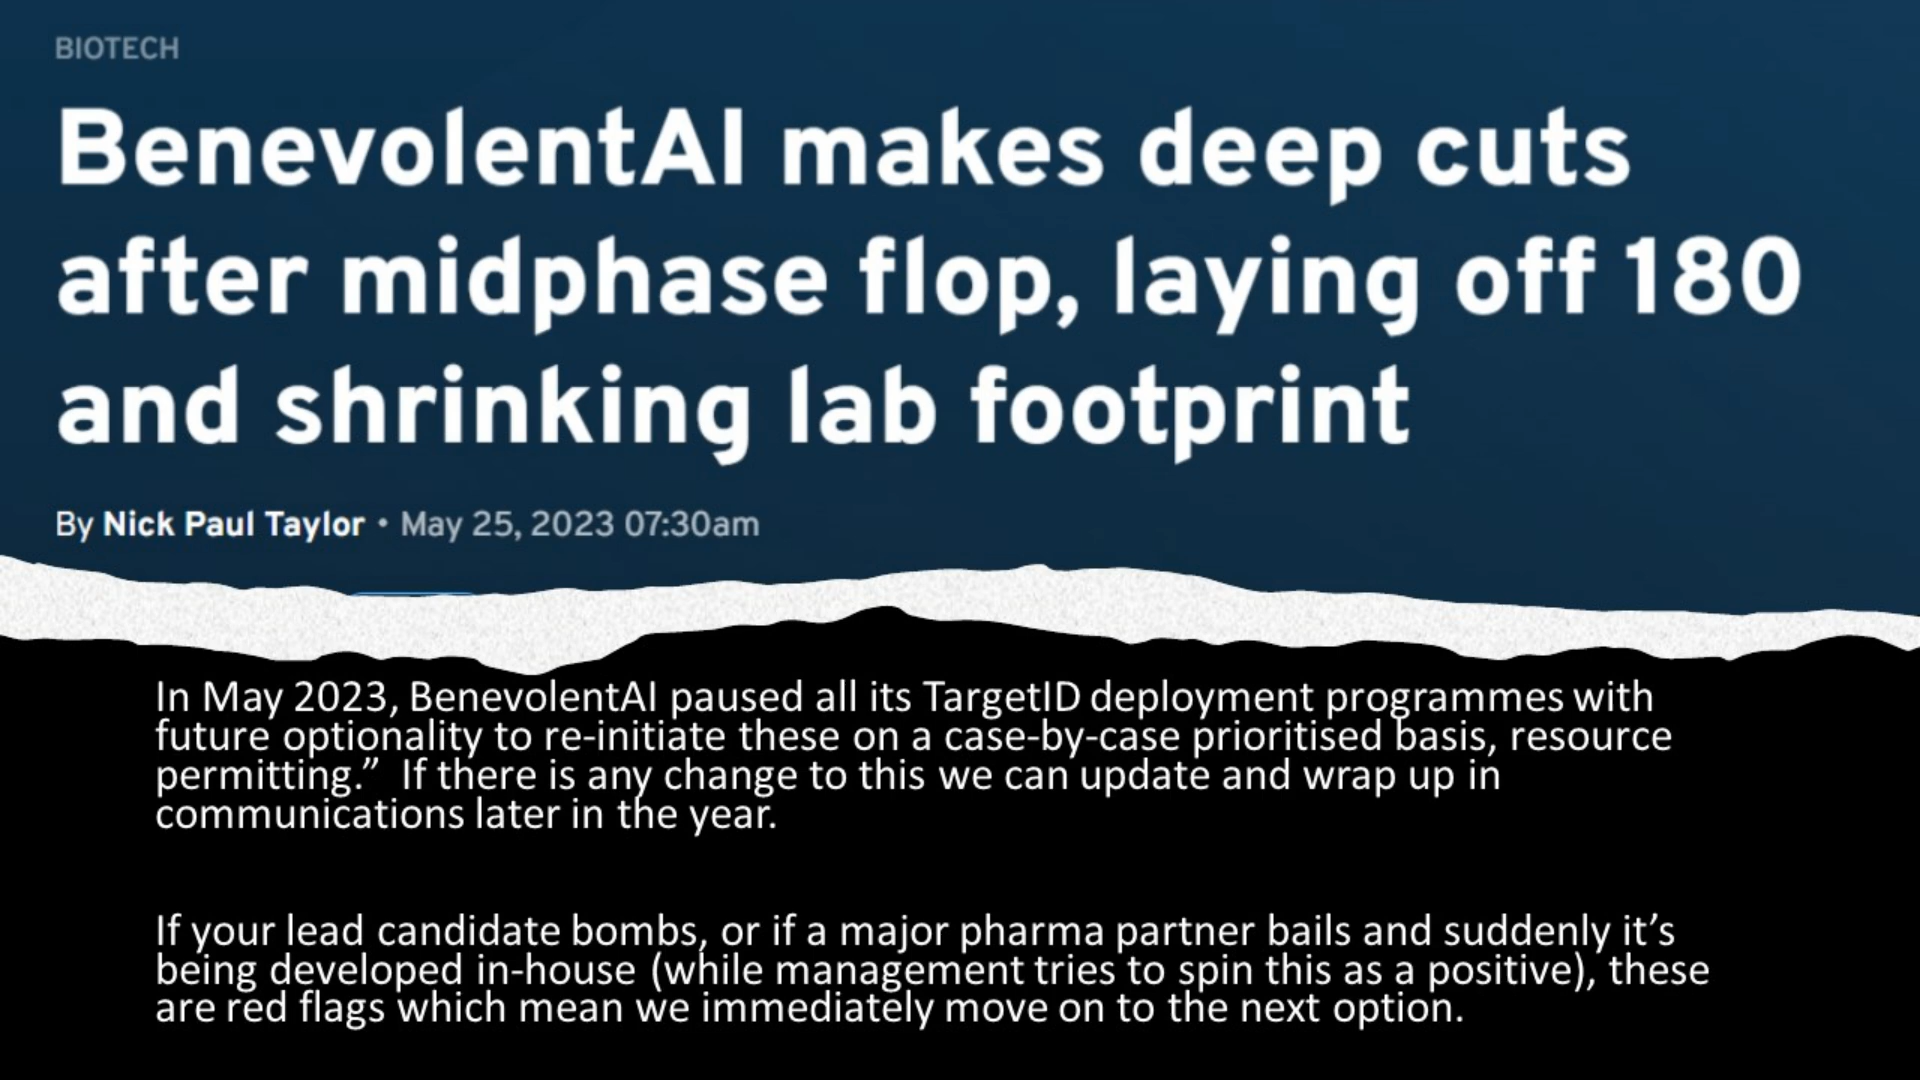 BIOTECH
BenevolentAI makes deep cuts
after midphase flop, laying off 180
and shrinking lab footprint
By Nick Paul Taylor • May 25, 2023 07:30am
In May 2023, BenevolentAI paused all its TargetID deployment programmes with
future optionality to re-initiate these on a case-by-case prioritised basis, resource
permitting.”  If there is any change to this we can update and wrap up in
communications later in the year.
If your lead candidate bombs, or if a major pharma partner bails and suddenly it’s
being developed in-house (while management tries to spin this as a positive), these
are red flags which mean we immediately move on to the next option.